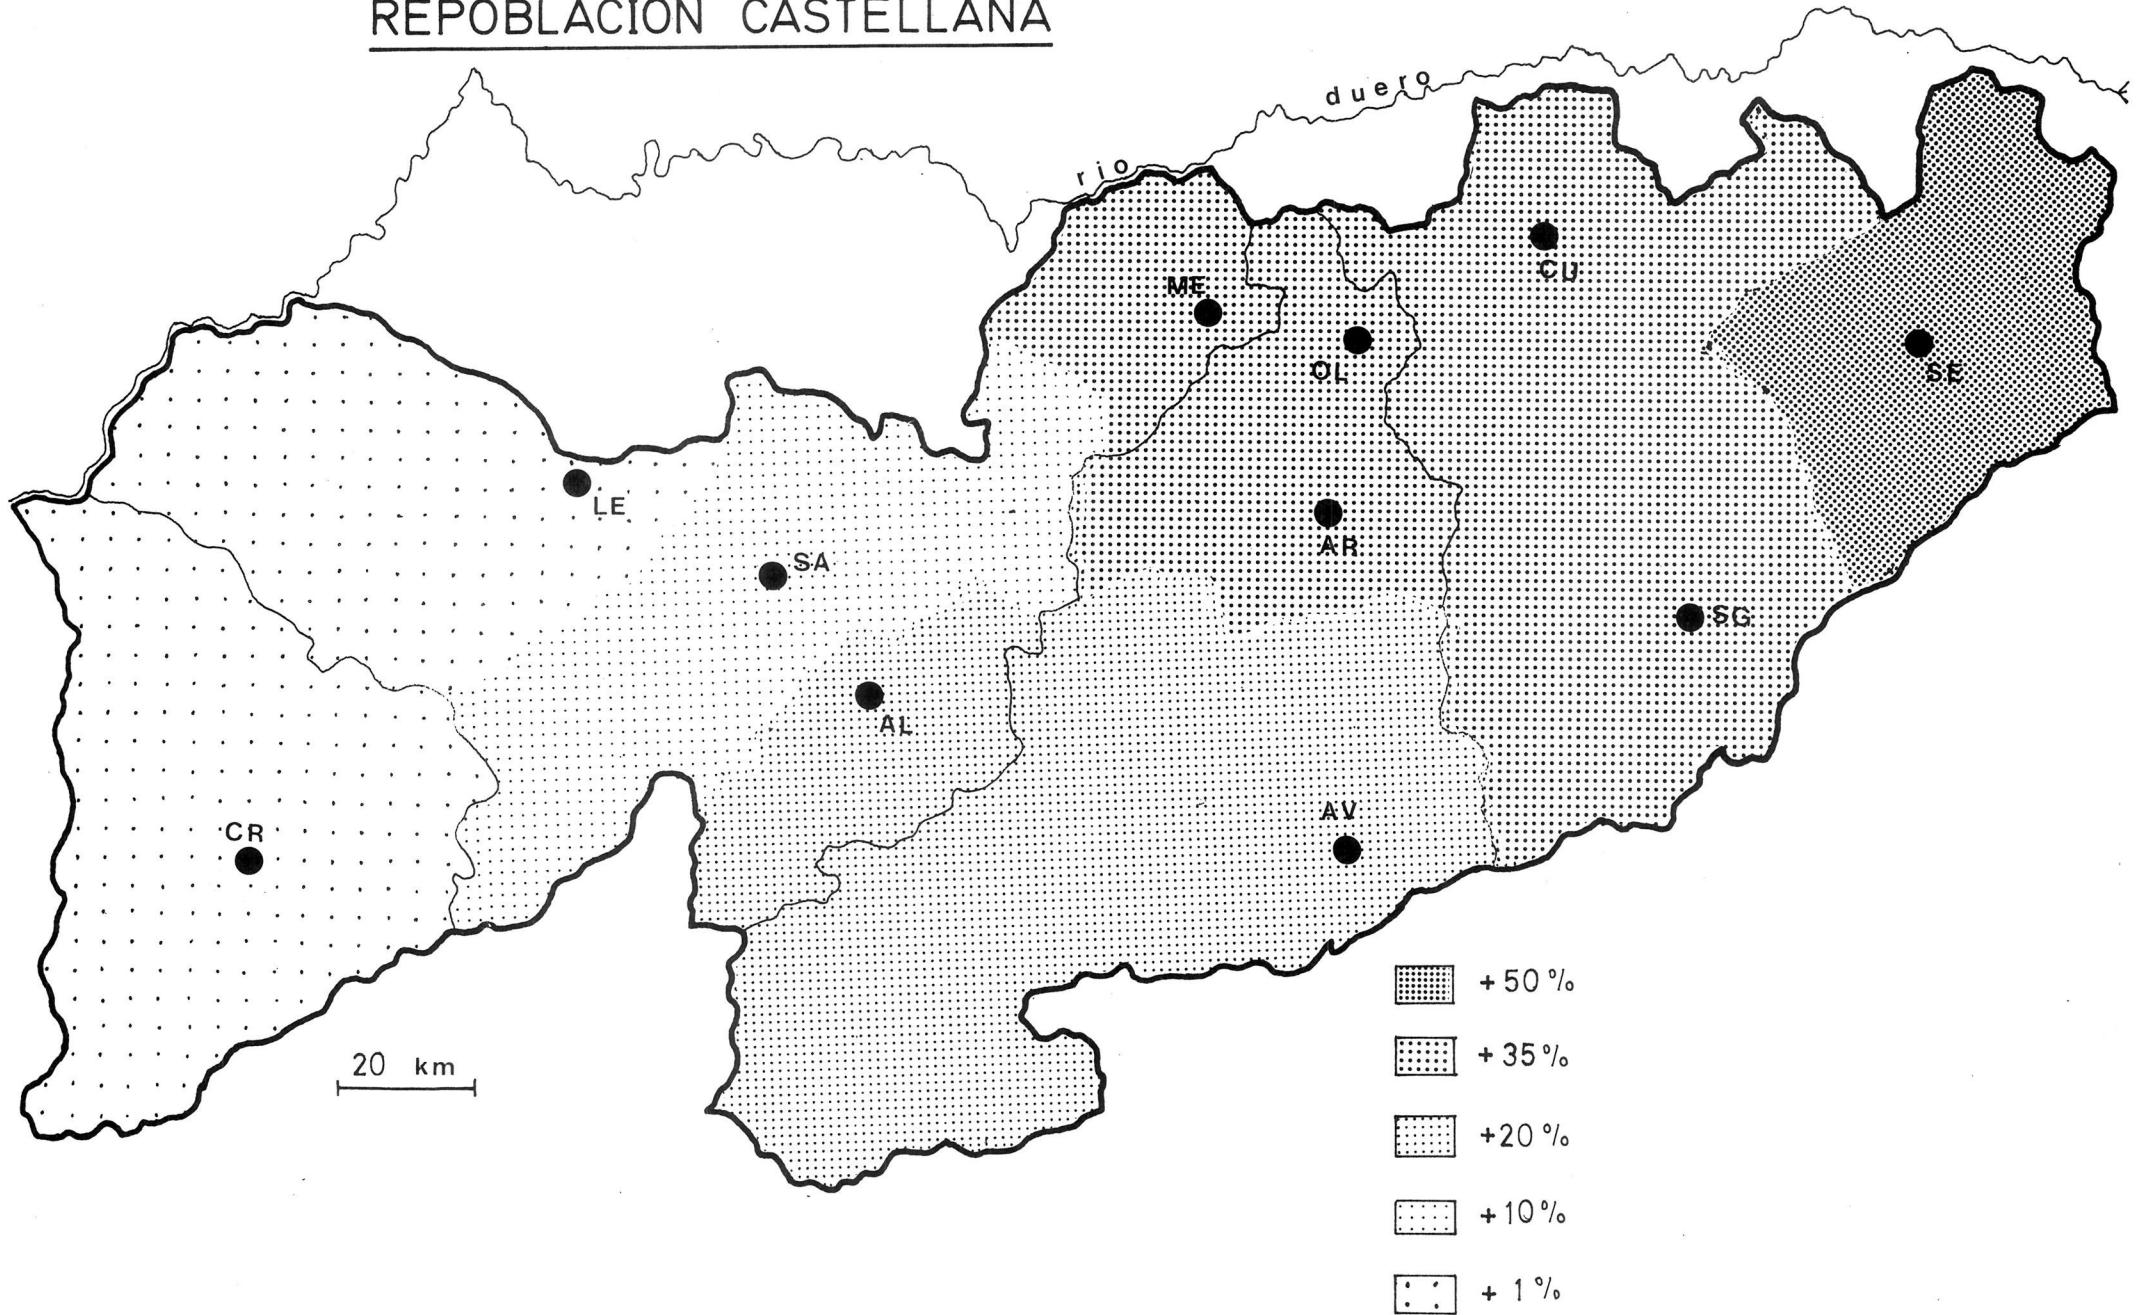 REPOBLACION CASTELLANA
rio duero
ME
CU
OL
SE
LE
AR
SA
SG
AL
AV
CR
20 km
+50%
+35%
+20%
+10%
+ 1%